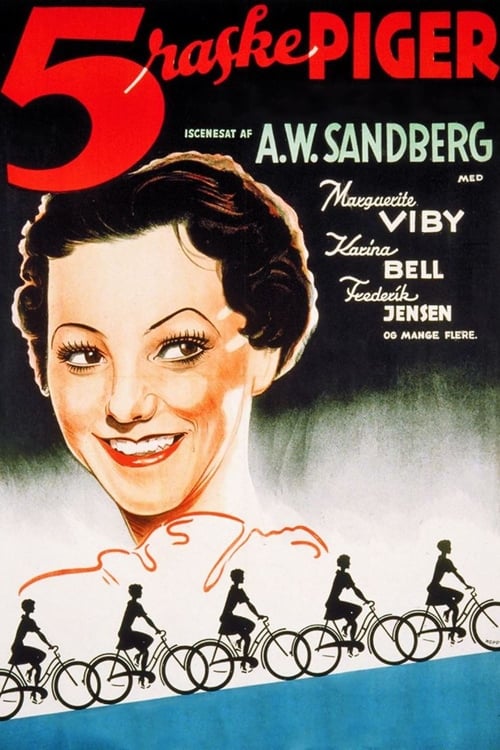 5 raske PIGER
ISCENESAT AF A.W. SANDBERG
MED
Marguerite
VIBY
Karina
BELL
Frederik
JENSEN
OG MANGE FLERE.